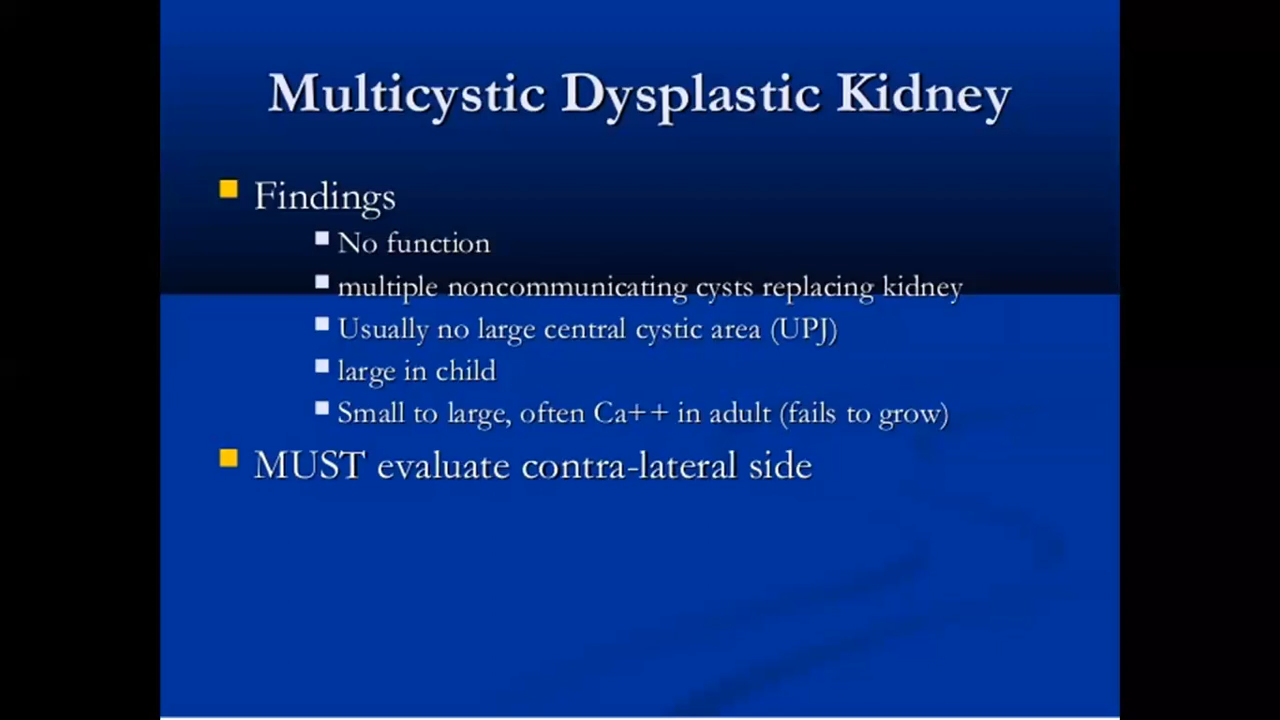 Multicystic Dysplastic Kidney
Findings
No function
multiple noncommunicating cysts replacing kidney
Usually no large central cystic area (UPJ)
large in child
Small to large, often Ca++ in adult (fails to grow)
MUST evaluate contra-lateral side